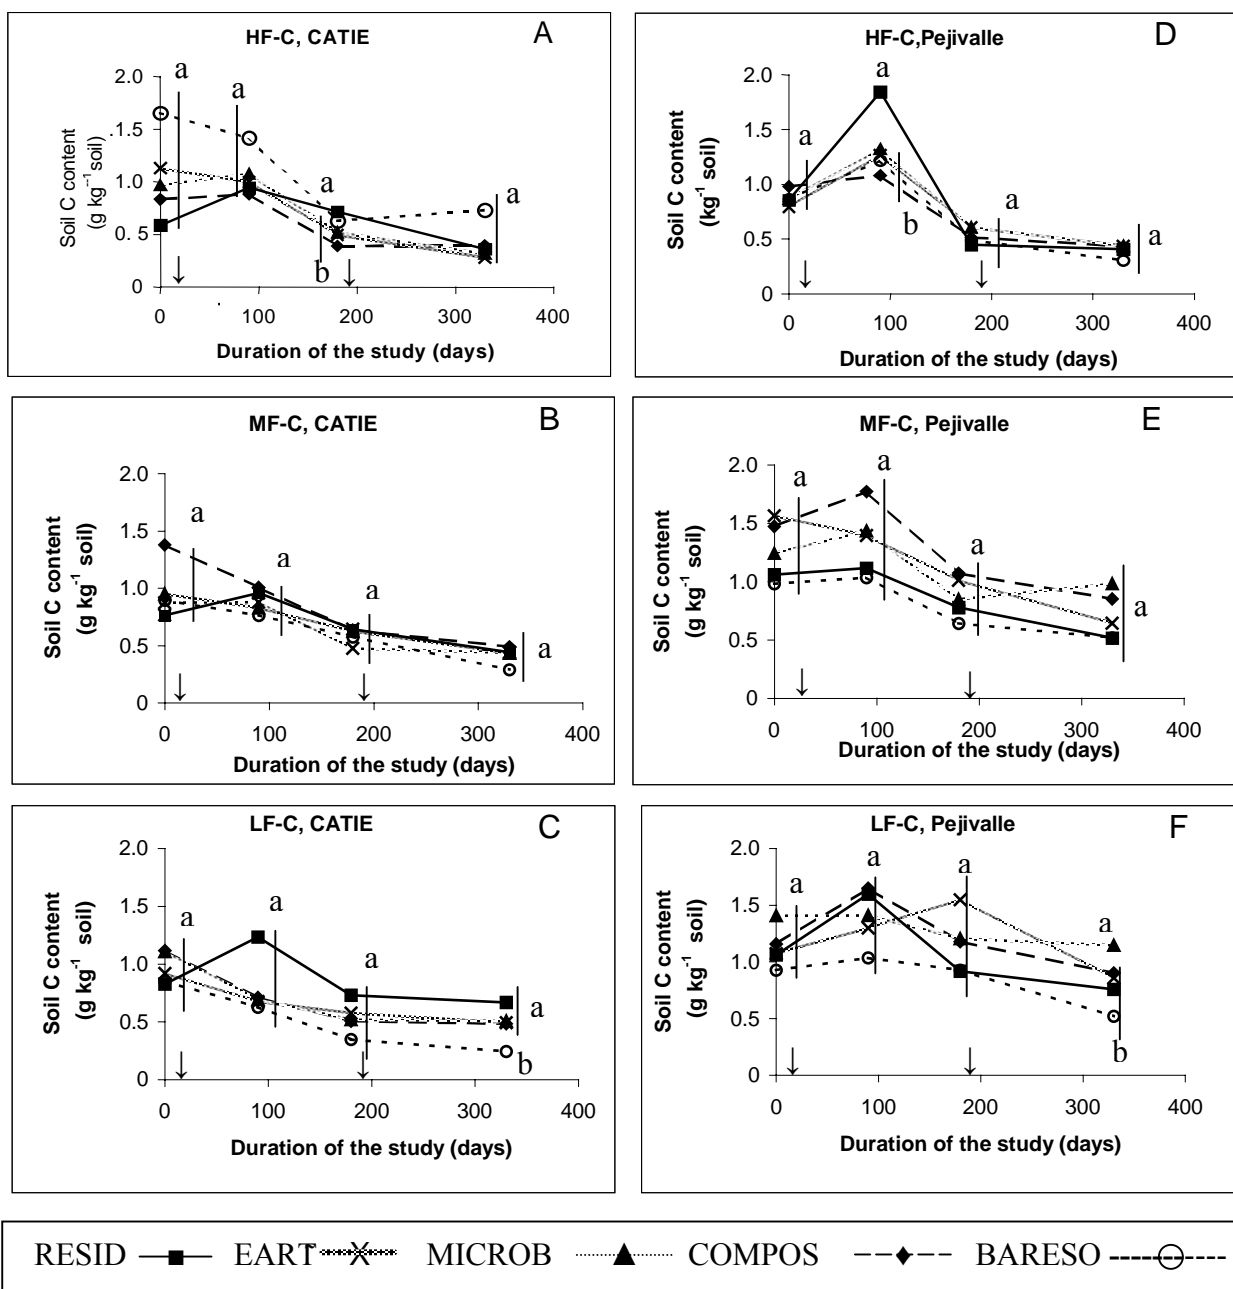 HF-C, CATIE
A
Soil C content
(g kg⁻¹ soil)
2.0
1.5
1.0
0.5
0
a
a
a
b
a
↓
↓
0 100 200 300 400
Duration of the study (days)
HF-C,Pejivalle
D
Soil C content
(kg⁻¹ soil)
2.0
1.5
1.0
0.5
0
a
a
b
a
a
↓
↓
0 100 200 300 400
Duration of the study (days)
MF-C, CATIE
B
Soil C content
(g kg⁻¹ soil)
2.0
1.5
1.0
0.5
0
a
a
a
a
↓
↓
0 100 200 300 400
Duration of the study (days)
MF-C, Pejivalle
E
Soil C content
(g kg⁻¹ soil)
2.0
1.5
1.0
0.5
0
a
a
a
a
↓
↓
0 100 200 300 400
Duration of the study (days)
LF-C, CATIE
C
Soil C content
(g kg⁻¹ soil)
2.0
1.5
1.0
0.5
0
a
a
a
a
b
↓
↓
0 100 200 300 400
Duration of the study (days)
LF-C, Pejivalle
F
Soil C content
(g kg⁻¹ soil)
2.0
1.5
1.0
0.5
0
a
a
a
a
b
↓
↓
0 100 200 300 400
Duration of the study (days)
RESID EART MICROB COMPOS BARESO